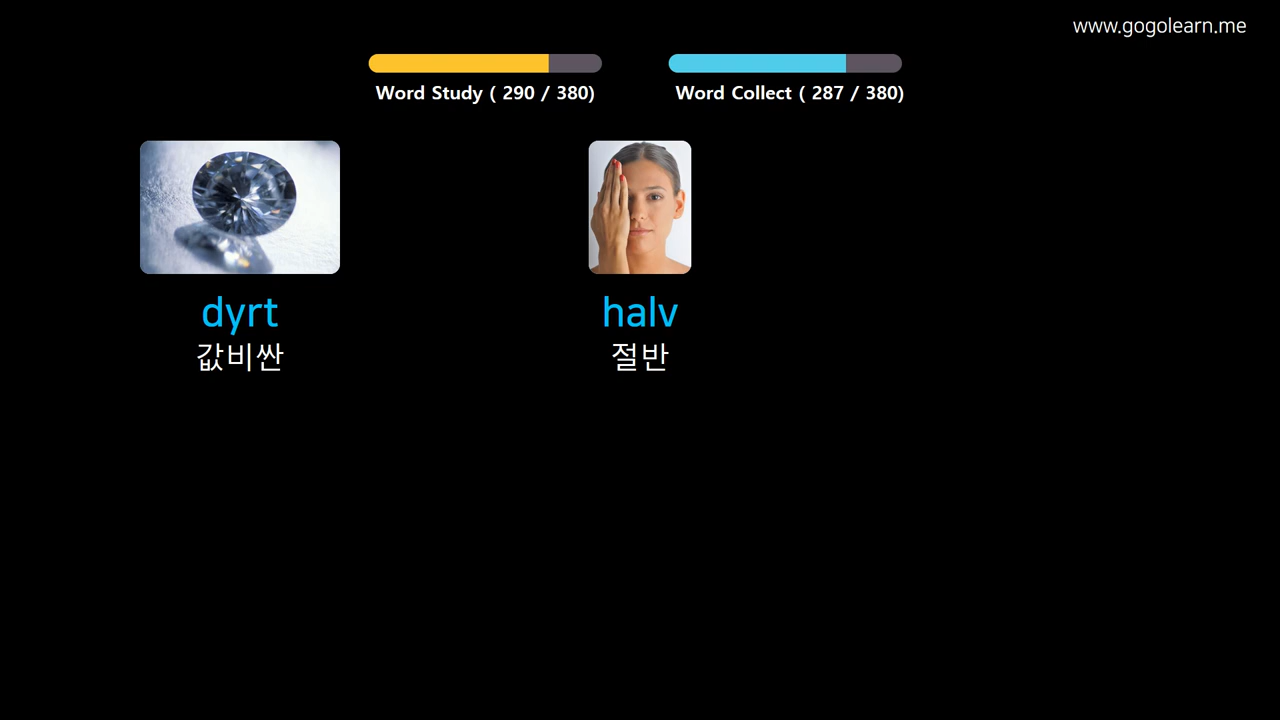 www.gogolearn.me
Word Study ( 290 / 380)
Word Collect ( 287 / 380)
dyrt
값비싼
halv
절반